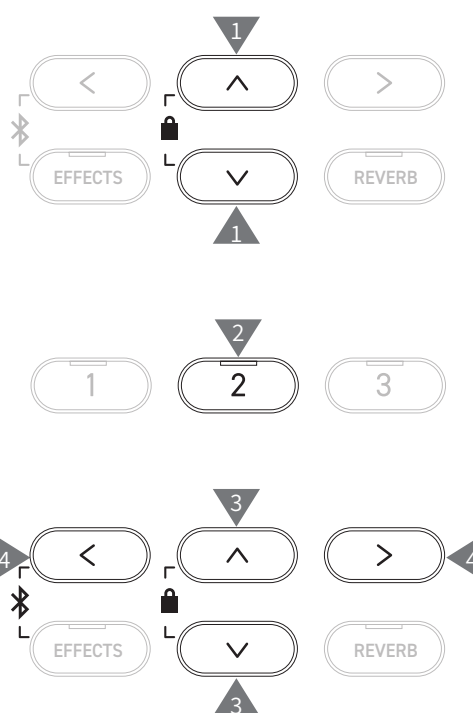 1
< ^ >
EFFECTS ∨ REVERB
1
2
1 2 3
3
4 < ^ > 4
EFFECTS ∨ REVERB
3